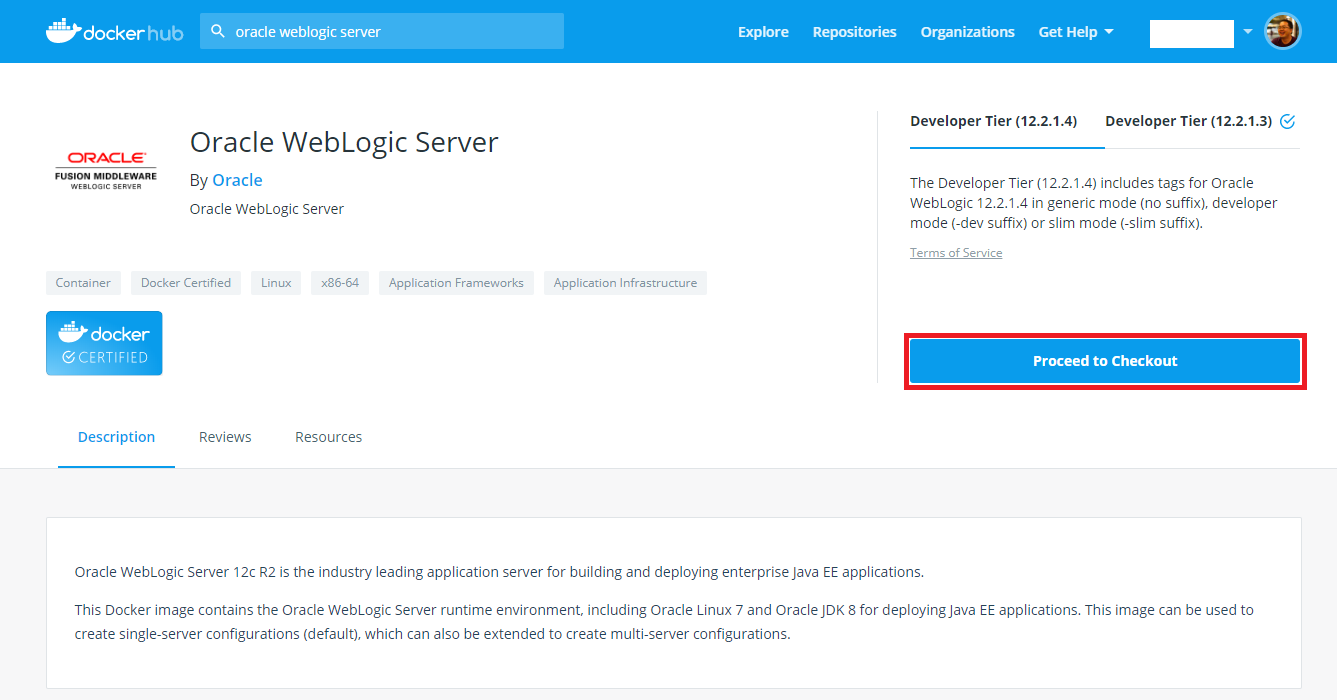 docker hub
oracle weblogic server
Explore
Repositories
Organizations
Get Help
ORACLE
FUSION MIDDLEWARE
WEBLOGIC SERVER
Oracle WebLogic Server
By Oracle
Oracle WebLogic Server
Container
Docker Certified
Linux
x86-64
Application Frameworks
Application Infrastructure
docker
CERTIFIED
Developer Tier (12.2.1.4)
Developer Tier (12.2.1.3)
The Developer Tier (12.2.1.4) includes tags for Oracle
WebLogic 12.2.1.4 in generic mode (no suffix), developer
mode (-dev suffix) or slim mode (-slim suffix).
Terms of Service
Proceed to Checkout
Description
Reviews
Resources
Oracle WebLogic Server 12c R2 is the industry leading application server for building and deploying enterprise Java EE applications.
This Docker image contains the Oracle WebLogic Server runtime environment, including Oracle Linux 7 and Oracle JDK 8 for deploying Java EE applications. This image can be used to
create single-server configurations (default), which can also be extended to create multi-server configurations.